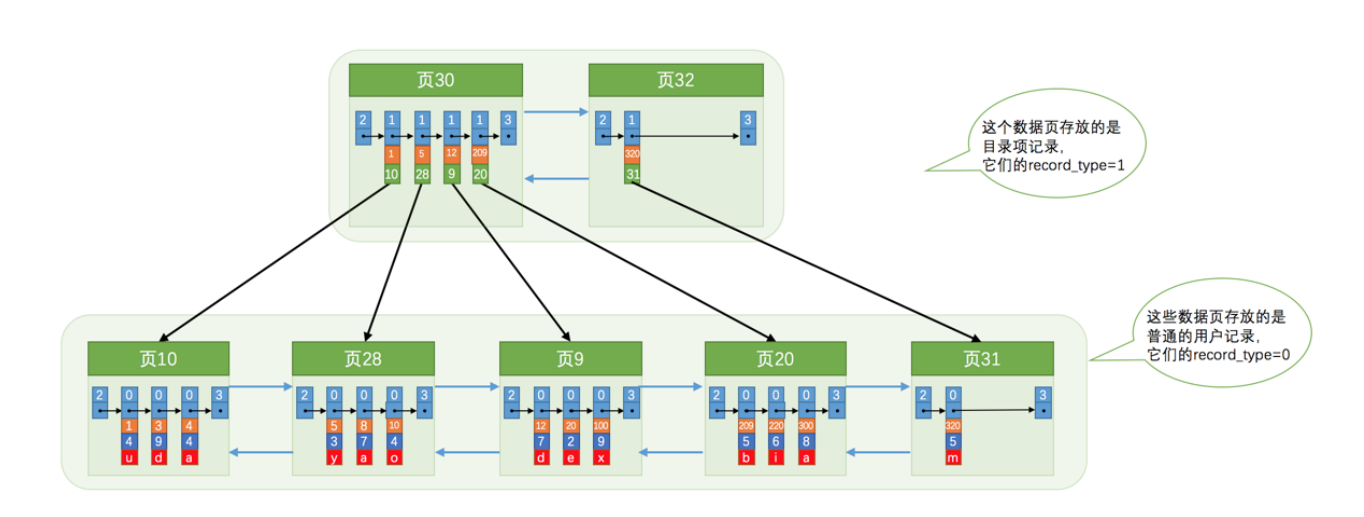 页30
页32
2 1 1 1 1 3
2 1 3
1 5 12 209
320
10 28 9 20
31
这个数据页存放的是
目录项记录，
它们的record_type=1
这些数据页存放的是
普通的用户记录，
它们的record_type=0
页10
页28
页9
页20
页31
2 0 0 0 3
2 0 0 0 3
2 0 0 0 3
2 0 0 0 3
2 0 3
1 3 4
5 8 10
12 20 100
209 220 300
320
4 9 4
3 7 4
7 2 9
5 6 8
5
u d a
y a o
d e x
b i a
m